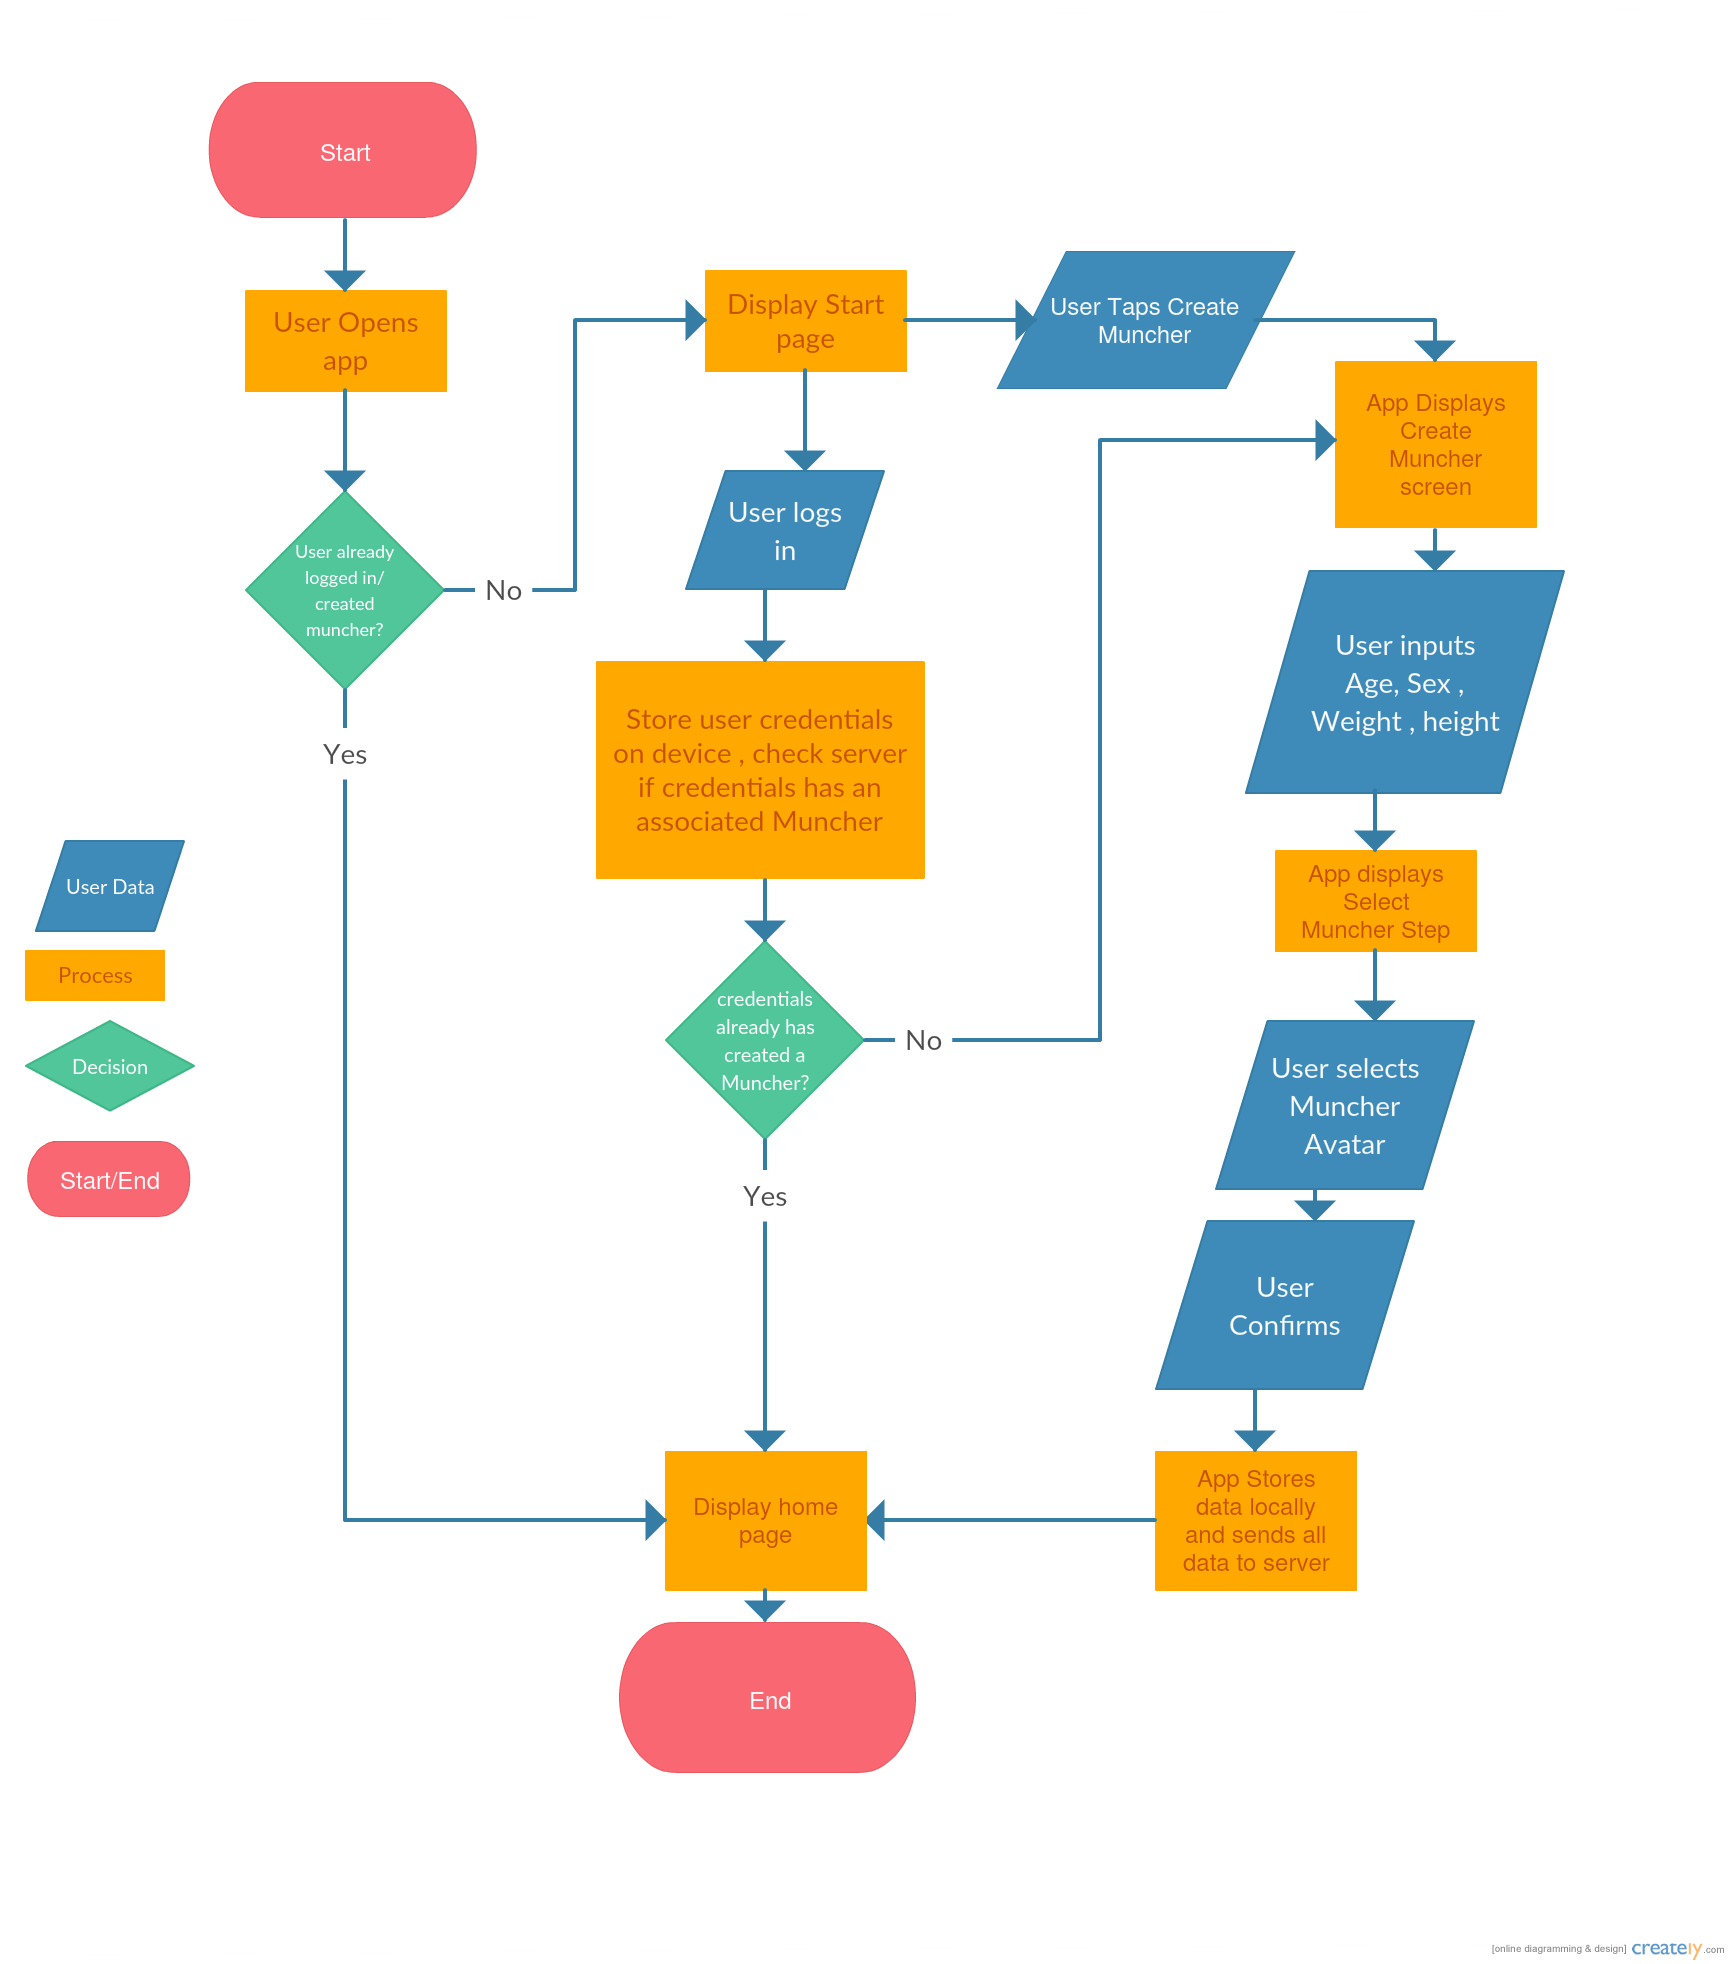 Start
User Opens
app
User already
logged in/
created
muncher?
No
Yes
Display Start
page
User Taps Create
Muncher
User logs
in
Store user credentials
on device , check server
if credentials has an
associated Muncher
credentials
already has
created a
Muncher?
No
Yes
App Displays
Create
Muncher
screen
User inputs
Age, Sex ,
Weight , height
App displays
Select
Muncher Step
User selects
Muncher
Avatar
User
Confirms
App Stores
data locally
and sends all
data to server
Display home
page
End
User Data
Process
Decision
Start/End
[online diagramming & design] creately.com